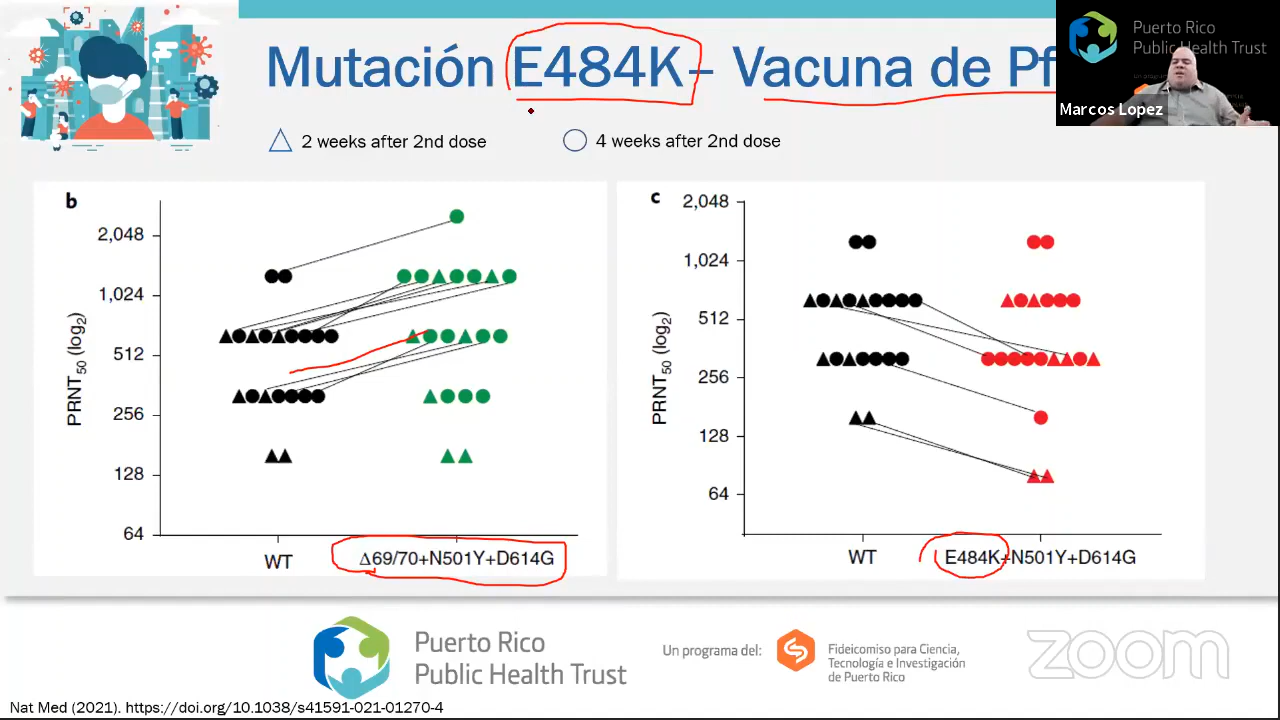 Mutación E484K– Vacuna de Pf
Puerto Rico
Public Health Trust
Marcos Lopez
2 weeks after 2nd dose
4 weeks after 2nd dose
b
2,048
1,024
512
256
128
64
PRNT50 (log2)
WT
Δ69/70+N501Y+D614G
c
2,048
1,024
512
256
128
64
PRNT50 (log2)
WT
E484K+N501Y+D614G
Puerto Rico
Public Health Trust
Un programa del:
Fideicomiso para Ciencia,
Tecnología e Investigación
de Puerto Rico
zoom
Nat Med (2021). https://doi.org/10.1038/s41591-021-01270-4